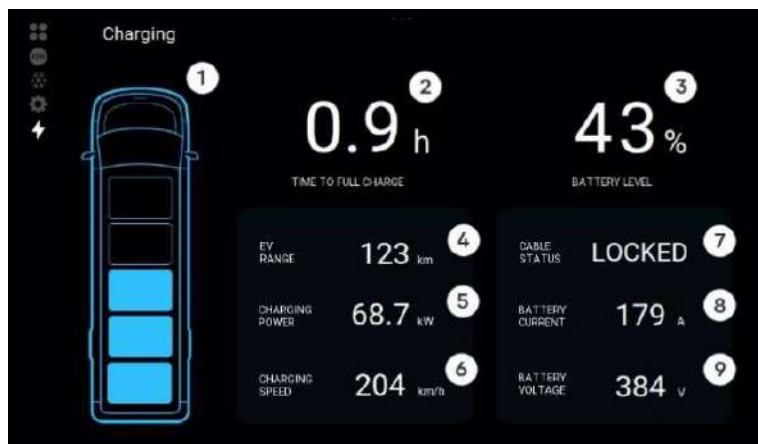 Charging
1
2
3
0.9 h
43 %
TIME TO FULL CHARGE
BATTERY LEVEL
EV
RANGE
123 km
4
CABLE
STATUS
LOCKED
7
CHARGING
POWER
68.7 kW
5
BATTERY
CURRENT
179 A
8
CHARGING
SPEED
204 km/h
6
BATTERY
VOLTAGE
384 V
9